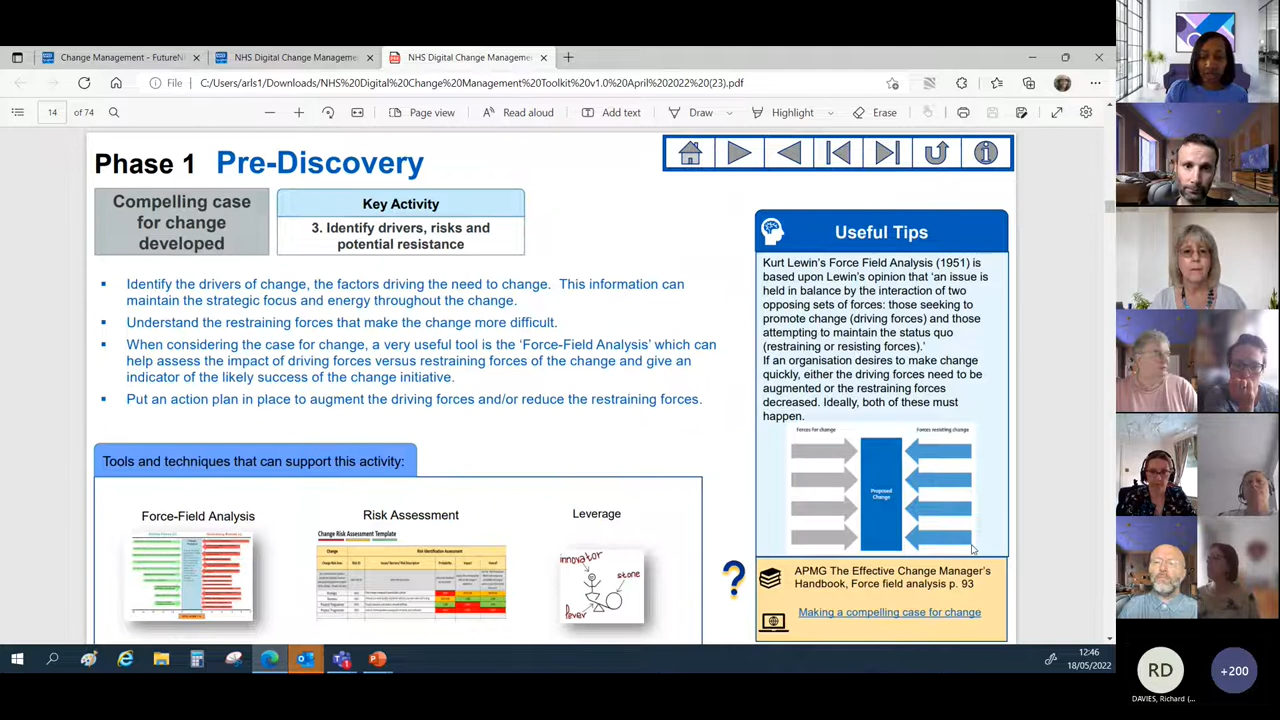 Change Management - FutureN
NHS Digital Change Manageme
NHS Digital Change Manageme
File
C:/Users/arls1/Downloads/NHS%20Digital%20Change%20Management%20Toolkit%20v1.0%20April%202022%20(23).pdf
14 of 74
Page view
Read aloud
Add text
Draw
Highlight
Erase
Phase 1 Pre-Discovery
Compelling case
for change
developed
Key Activity
3. Identify drivers, risks and
potential resistance
▪ Identify the drivers of change, the factors driving the need to change. This information can
maintain the strategic focus and energy throughout the change.
▪ Understand the restraining forces that make the change more difficult.
▪ When considering the case for change, a very useful tool is the ‘Force-Field Analysis’ which can
help assess the impact of driving forces versus restraining forces of the change and give an
indicator of the likely success of the change initiative.
▪ Put an action plan in place to augment the driving forces and/or reduce the restraining forces.
Tools and techniques that can support this activity:
Force-Field Analysis
Risk Assessment
Change Risk Assessment Template
Leverage
innovator
stone
lever
Useful Tips
Kurt Lewin’s Force Field Analysis (1951) is
based upon Lewin’s opinion that ‘an issue is
held in balance by the interaction of two
opposing sets of forces: those seeking to
promote change (driving forces) and those
attempting to maintain the status quo
(restraining or resisting forces).’
If an organisation desires to make change
quickly, either the driving forces need to be
augmented or the restraining forces
decreased. Ideally, both of these must
happen.
Forces for change
Forces resisting change
Proposed
Change
?
APMG The Effective Change Manager’s
Handbook, Force field analysis p. 93
Making a compelling case for change
12:46
18/05/2022
RD
+200
DAVIES, Richard (...